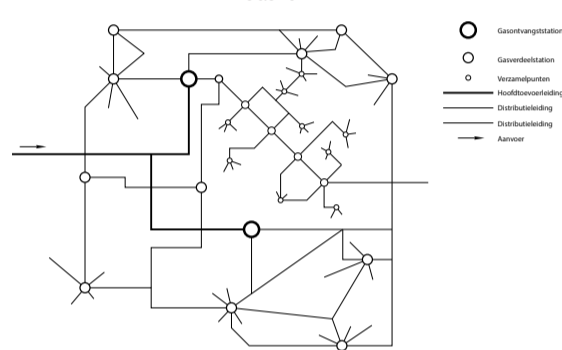 Gasontvangststation
Gasverdeelstation
Verzamelpunten
Hoofdtoevoerleiding
Distributieleiding
Distributieleiding
Aanvoer